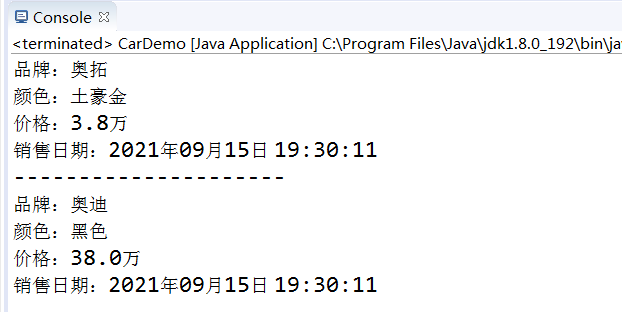 Console
<terminated> CarDemo [Java Application] C:\Program Files\Java\jdk1.8.0_192\bin\jav
品牌：奥拓
颜色：土豪金
价格：3.8万
销售日期：2021年09月15日 19:30:11
---------------------
品牌：奥迪
颜色：黑色
价格：38.0万
销售日期：2021年09月15日 19:30:11